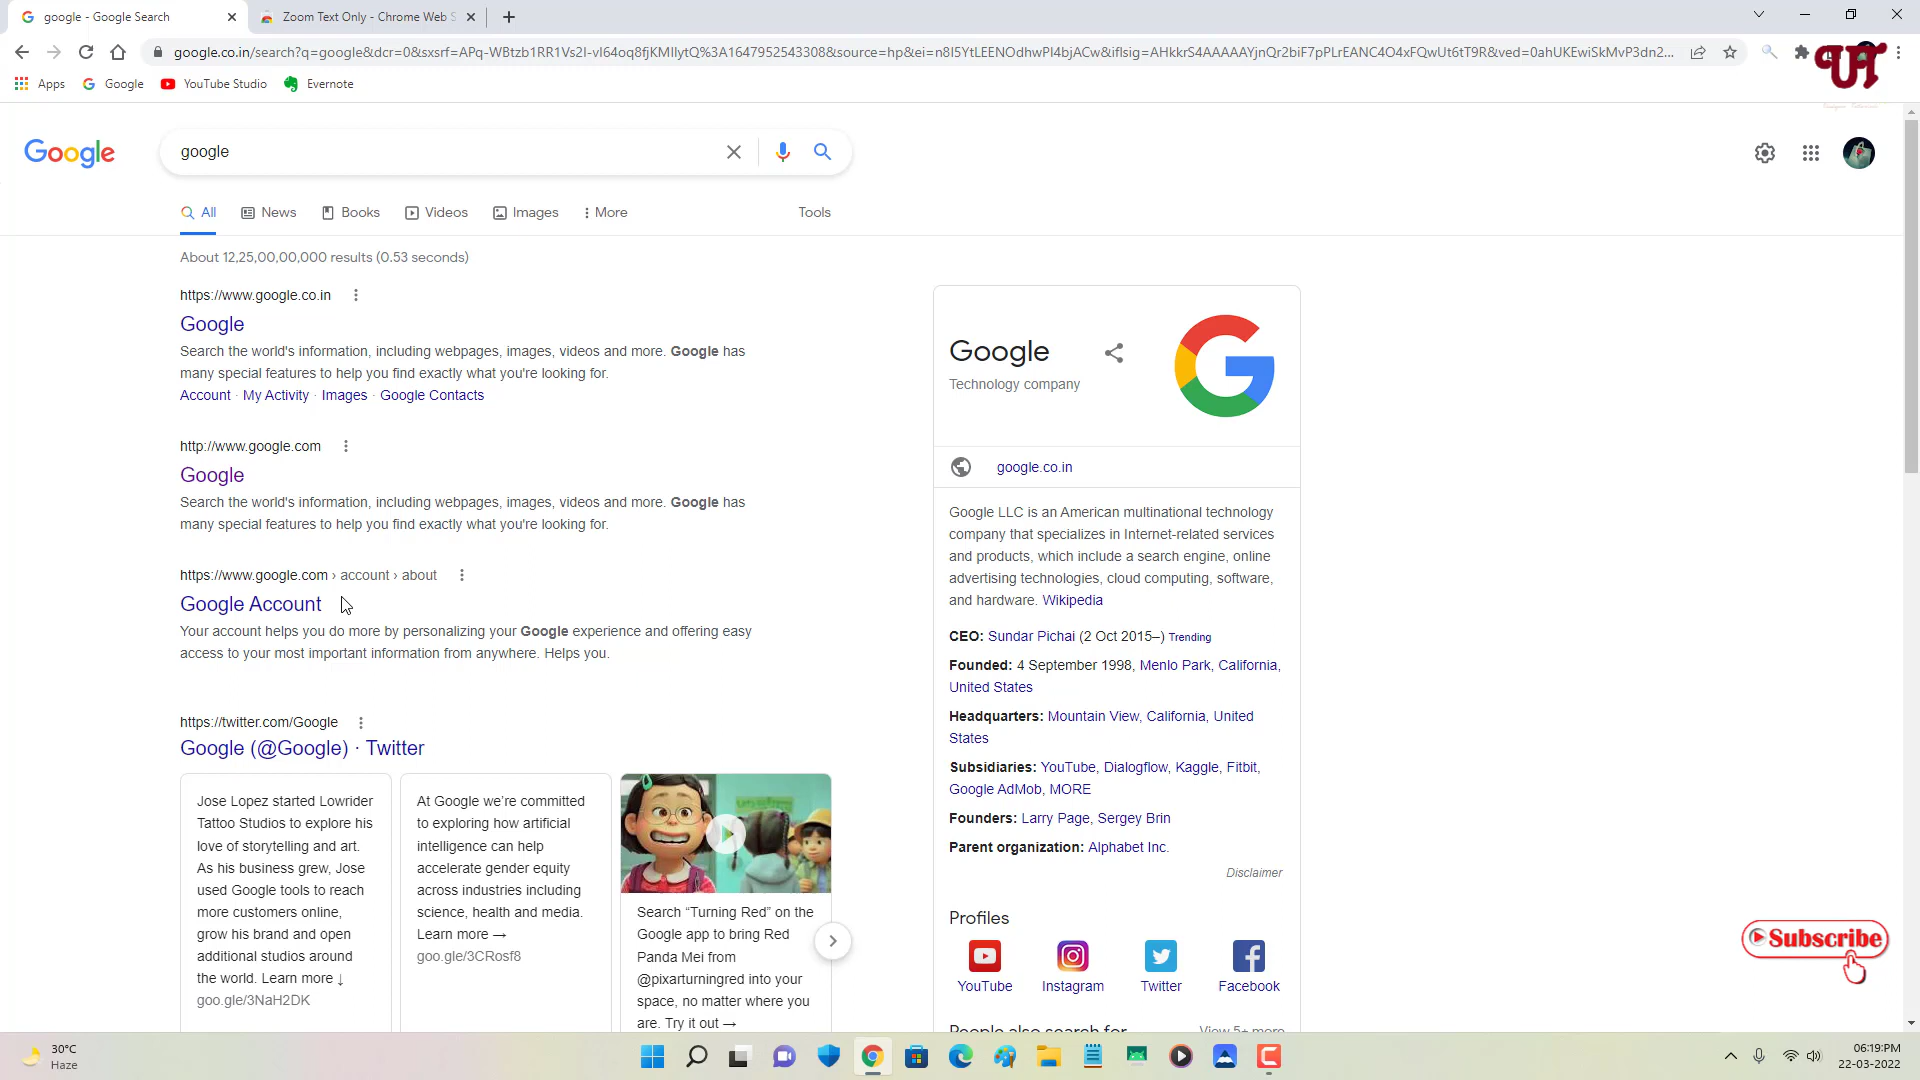 google - Google Search
Zoom Text Only - Chrome Web S
google.co.in/search?q=google&dcr=0&sxsrf=APq-WBtzb1RR1Vs2I-vI64oq8fjKMIlytQ%3A1647952543308&source=hp&ei=n8I5YtLEENOdhwPI4bjACw&iflsig=AHkkrS4AAAAAYjnQr2biF7pPLrEANC4O4xFQwUt6tT9R&ved=0ahUKEwiSkMvP3dn2...
Apps
Google
YouTube Studio
Evernote
UT
Google
google
All
News
Books
Videos
Images
More
Tools
About 12,25,00,00,000 results (0.53 seconds)
https://www.google.co.in
Google
Search the world's information, including webpages, images, videos and more. Google has
many special features to help you find exactly what you're looking for.
Account · My Activity · Images · Google Contacts
http://www.google.com
Google
Search the world's information, including webpages, images, videos and more. Google has
many special features to help you find exactly what you're looking for.
https://www.google.com › account › about
Google Account
Your account helps you do more by personalizing your Google experience and offering easy
access to your most important information from anywhere. Helps you.
https://twitter.com/Google
Google (@Google) · Twitter
Jose Lopez started Lowrider
Tattoo Studios to explore his
love of storytelling and art.
As his business grew, Jose
used Google tools to reach
more customers online,
grow his brand and open
additional studios around
the world. Learn more ↓
goo.gle/3NaH2DK
At Google we're committed
to exploring how artificial
intelligence can help
accelerate gender equity
across industries including
science, health and media.
Learn more →
goo.gle/3CRosf8
Search “Turning Red” on the
Google app to bring Red
Panda Mei from
@pixarturningred into your
space, no matter where you
are. Try it out →
Google
Technology company
google.co.in
Google LLC is an American multinational technology
company that specializes in Internet-related services
and products, which include a search engine, online
advertising technologies, cloud computing, software,
and hardware. Wikipedia
CEO: Sundar Pichai (2 Oct 2015–) Trending
Founded: 4 September 1998, Menlo Park, California,
United States
Headquarters: Mountain View, California, United
States
Subsidiaries: YouTube, Dialogflow, Kaggle, Fitbit,
Google AdMob, MORE
Founders: Larry Page, Sergey Brin
Parent organization: Alphabet Inc.
Disclaimer
Profiles
YouTube
Instagram
Twitter
Facebook
People also search for
View 5+ more
Subscribe
30°C
Haze
06:19:PM
22-03-2022